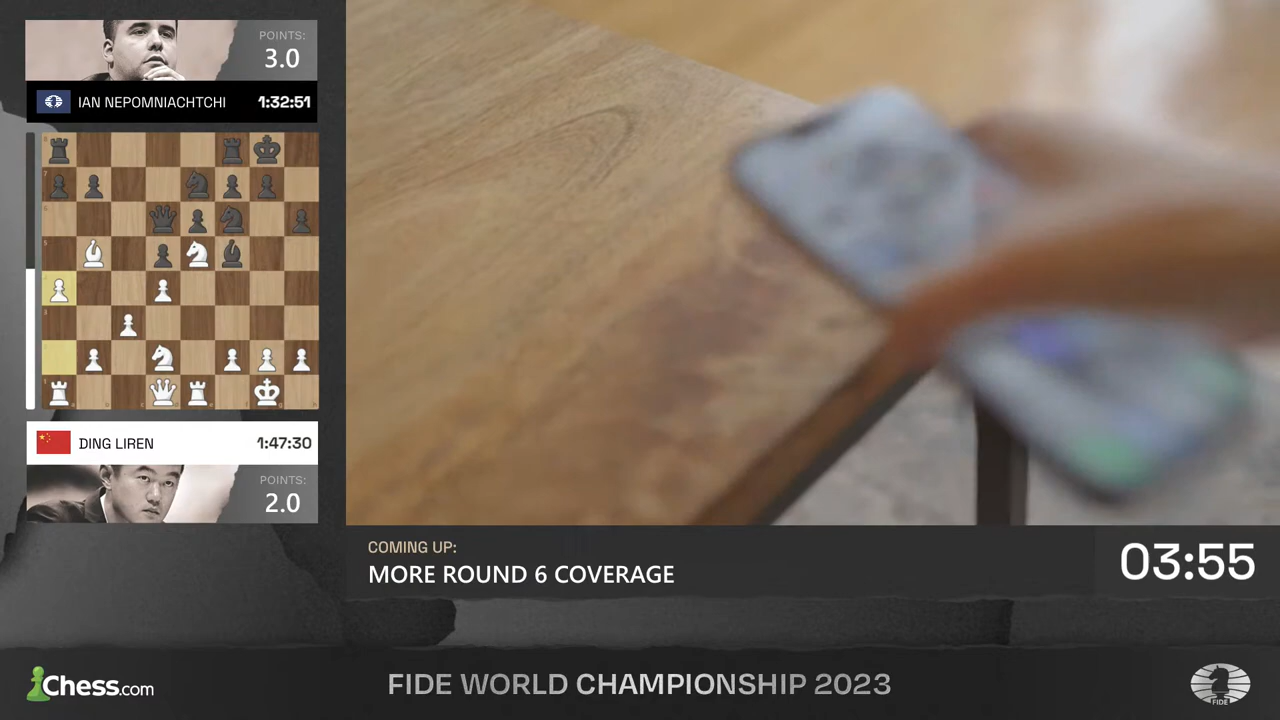 POINTS:
3.0
IAN NEPOMNIACHTCHI 1:32:51
DING LIREN 1:47:30
POINTS:
2.0
COMING UP:
MORE ROUND 6 COVERAGE
03:55
Chess.com
FIDE WORLD CHAMPIONSHIP 2023
FIDE